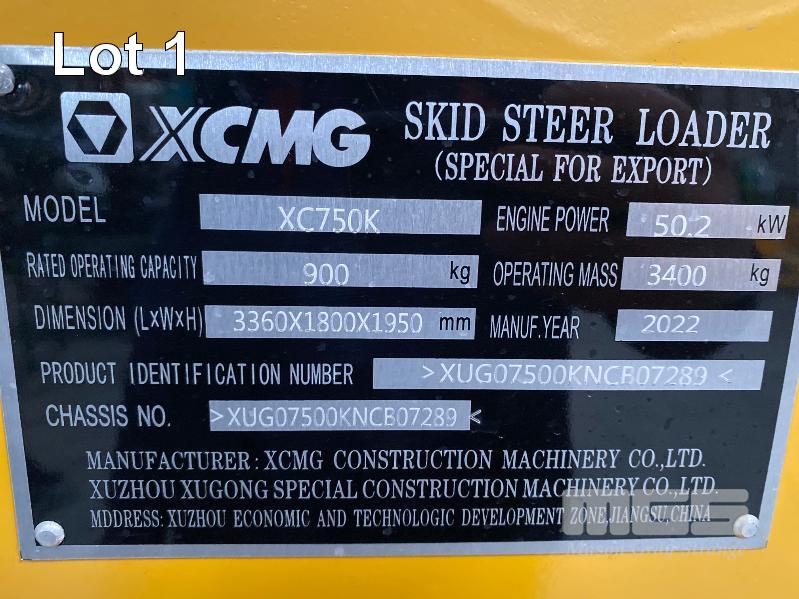 Lot 1
XCMG SKID STEER LOADER
(SPECIAL FOR EXPORT)
MODEL XC750K ENGINE POWER 50.2 kW
RATED OPERATING CAPACITY 900 kg OPERATING MASS 3400 kg
DIMENSION (L×W×H) 3360X1800X1950 mm MANUF.YEAR 2022
PRODUCT IDENTIFICATION NUMBER >XUG07500KNCB07289<
CHASSIS NO. >XUG07500KNCB07289<
MANUFACTURER: XCMG CONSTRUCTION MACHINERY CO.,LTD.
XUZHOU XUGONG SPECIAL CONSTRUCTION MACHINERY CO.,LTD.
MDDRESS: XUZHOU ECONOMIC AND TECHNOLOGIC DEVELOPMENT ZONE,JIANGSU,CHINA